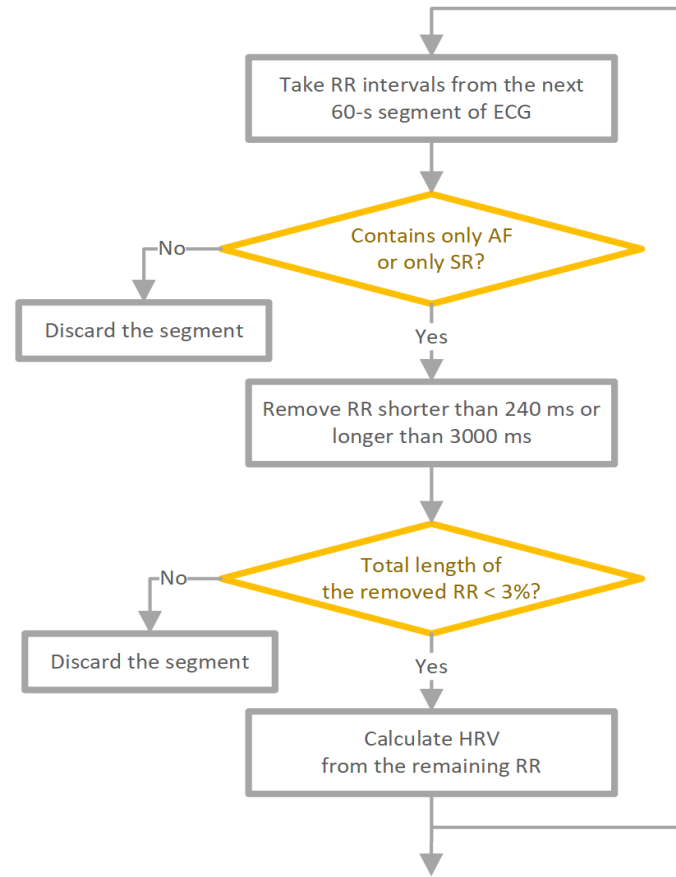 Take RR intervals from the next
60-s segment of ECG
Contains only AF
or only SR?
No
Discard the segment
Yes
Remove RR shorter than 240 ms or
longer than 3000 ms
Total length of
the removed RR < 3%?
No
Discard the segment
Yes
Calculate HRV
from the remaining RR